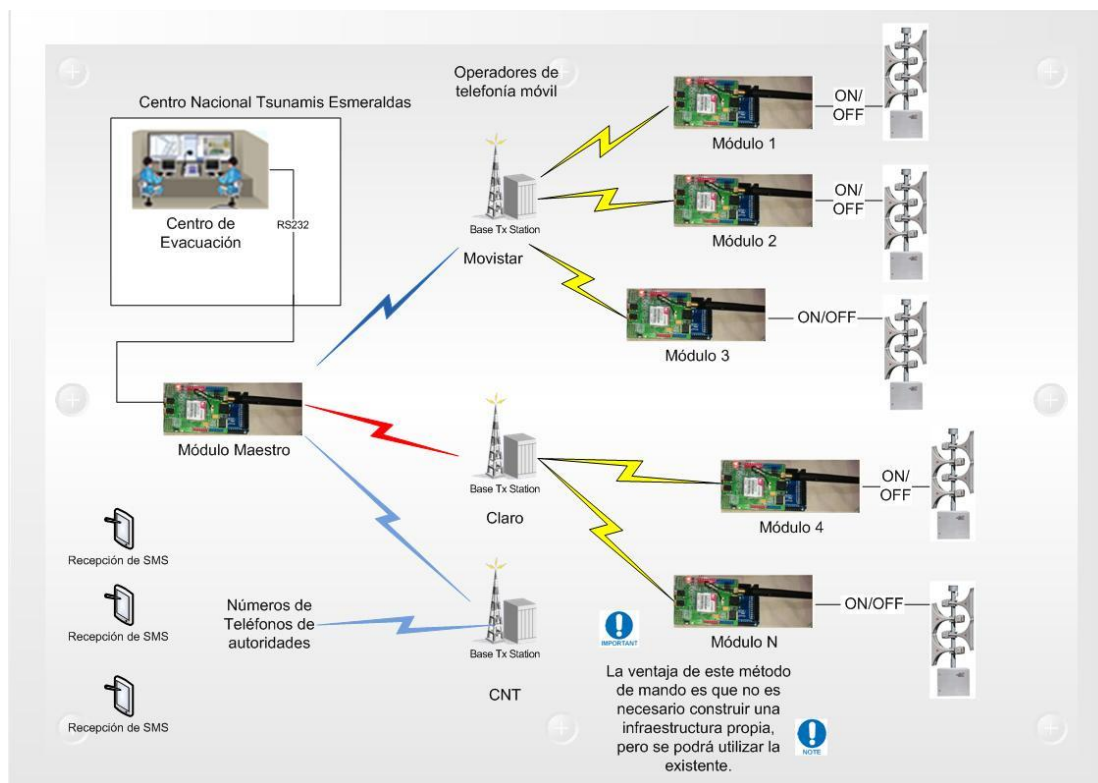 Operadores de
telefonía móvil
Centro Nacional Tsunamis Esmeraldas
Centro de
Evacuación
RS232
Base Tx Station
Movistar
Módulo 1
ON/
OFF
Módulo 2
ON/
OFF
Módulo 3
ON/OFF
Módulo Maestro
Base Tx Station
Claro
Módulo 4
ON/
OFF
Recepción de SMS
Recepción de SMS
Recepción de SMS
Números de
Teléfonos de
autoridades
Base Tx Station
CNT
Módulo N
ON/OFF
IMPORTANT
La ventaja de este método
de mando es que no es
necesario construir una
infraestructura propia,
pero se podrá utilizar la
existente.
NOTE